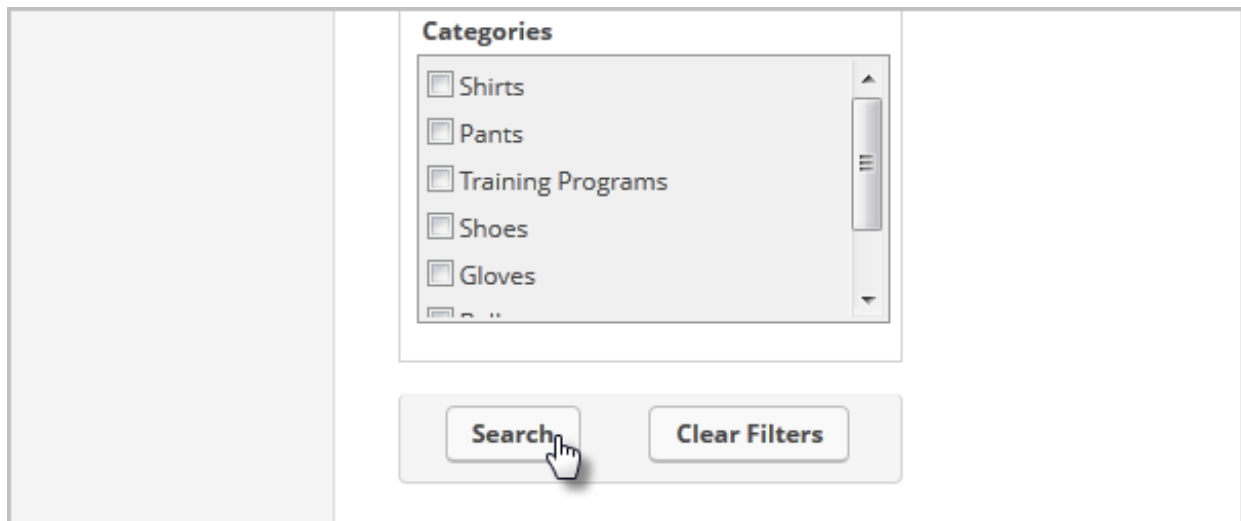 Categories
Shirts
Pants
Training Programs
Shoes
Gloves
Search
Clear Filters